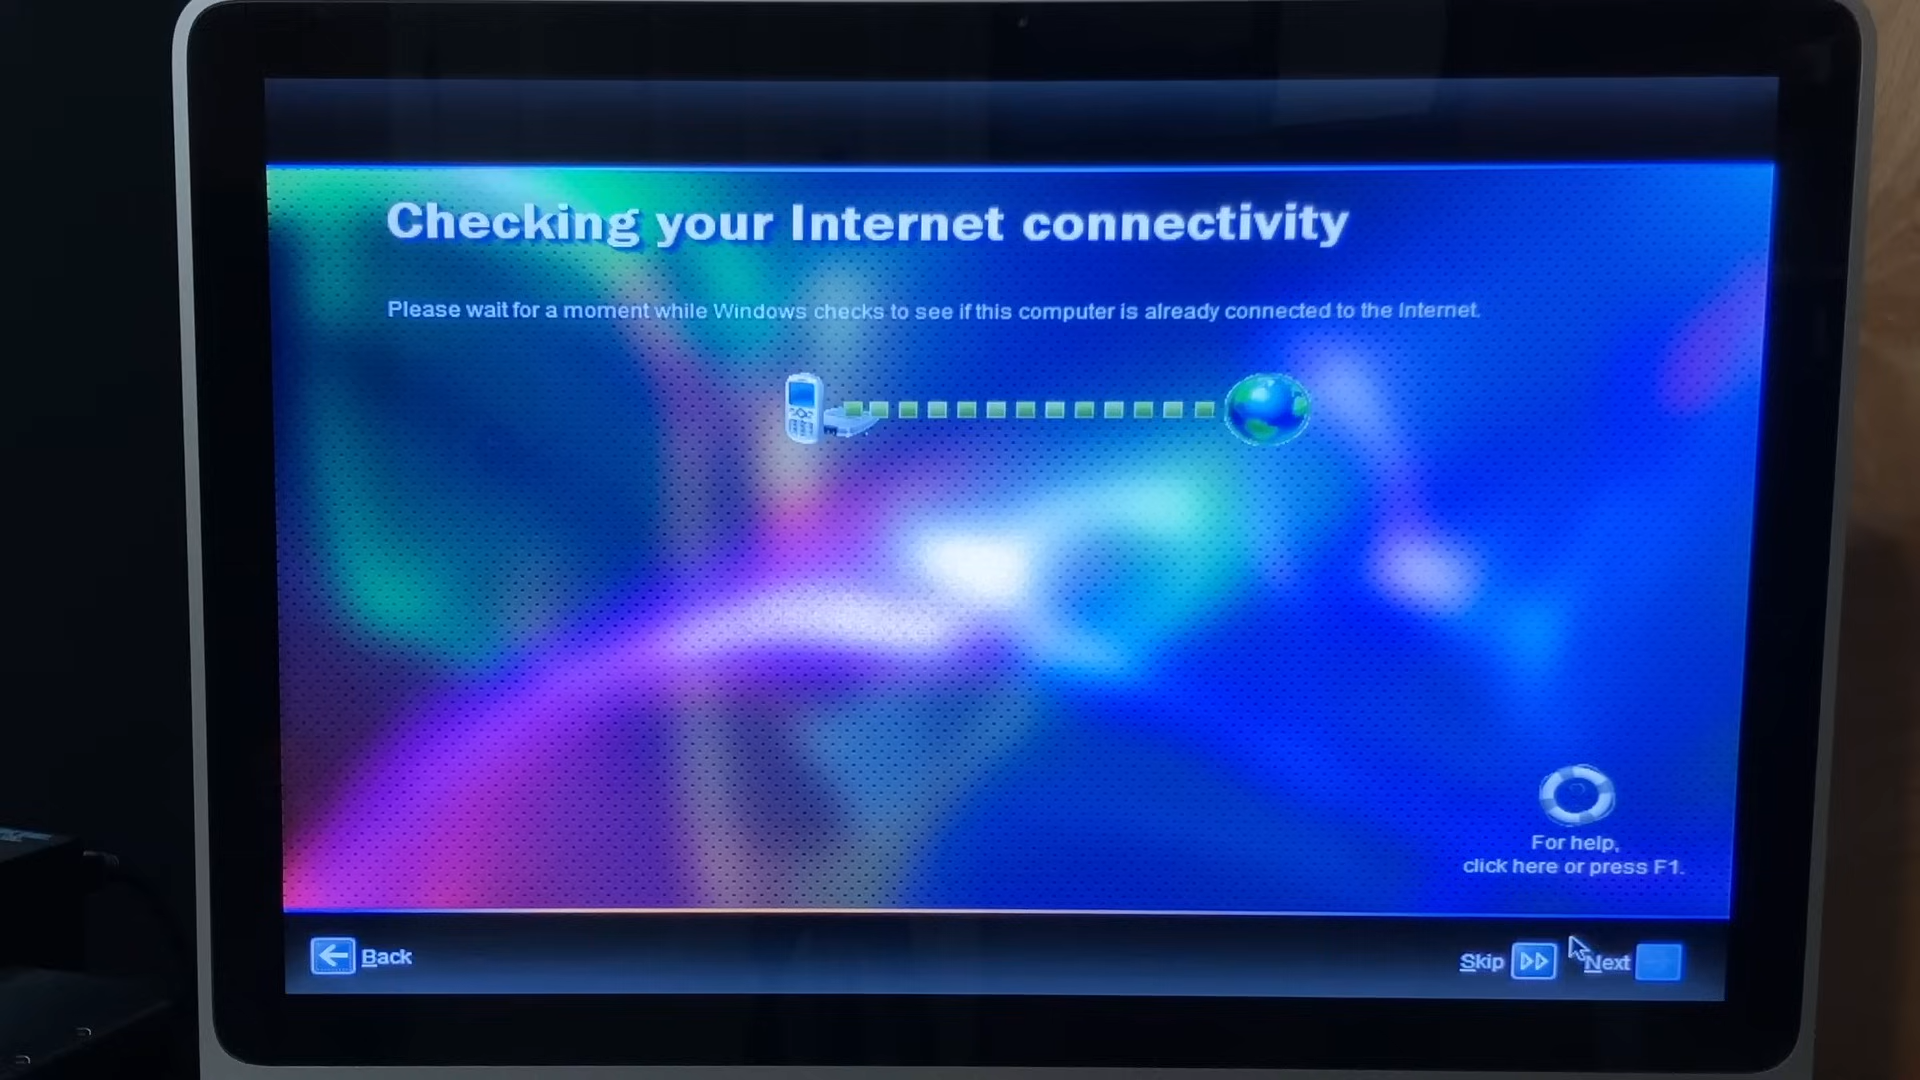 Checking your Internet connectivity
Please wait for a moment while Windows checks to see if this computer is already connected to the Internet.
For help,
click here or press F1.
Back
Skip
Next